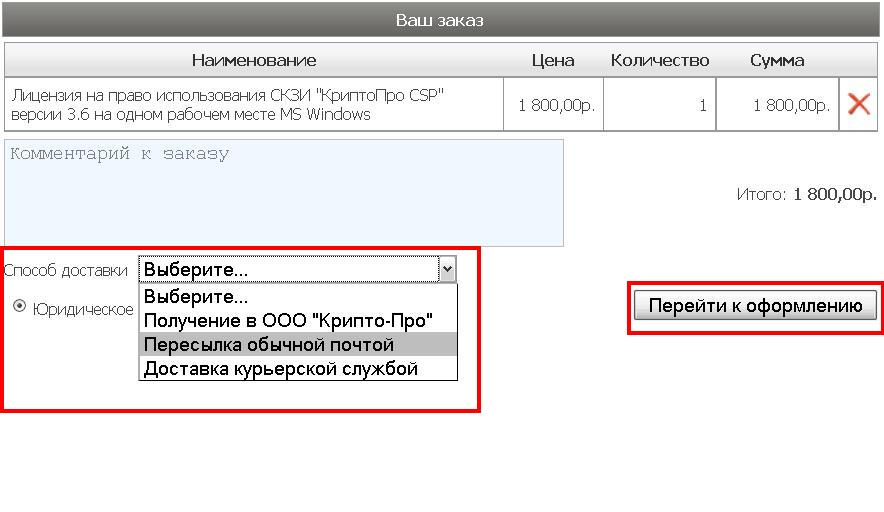 Ваш заказ
Наименование Цена Количество Сумма
Лицензия на право использования СКЗИ "КриптоПро CSP" 1 800,00р. 1 1 800,00р.
версии 3.6 на одном рабочем месте MS Windows
Комментарий к заказу
Итого: 1 800,00р.
Способ доставки Выберите...
Выберите...
Юридическое Получение в ООО "Крипто-Про" Перейти к оформлению
Пересылка обычной почтой
Доставка курьерской службой